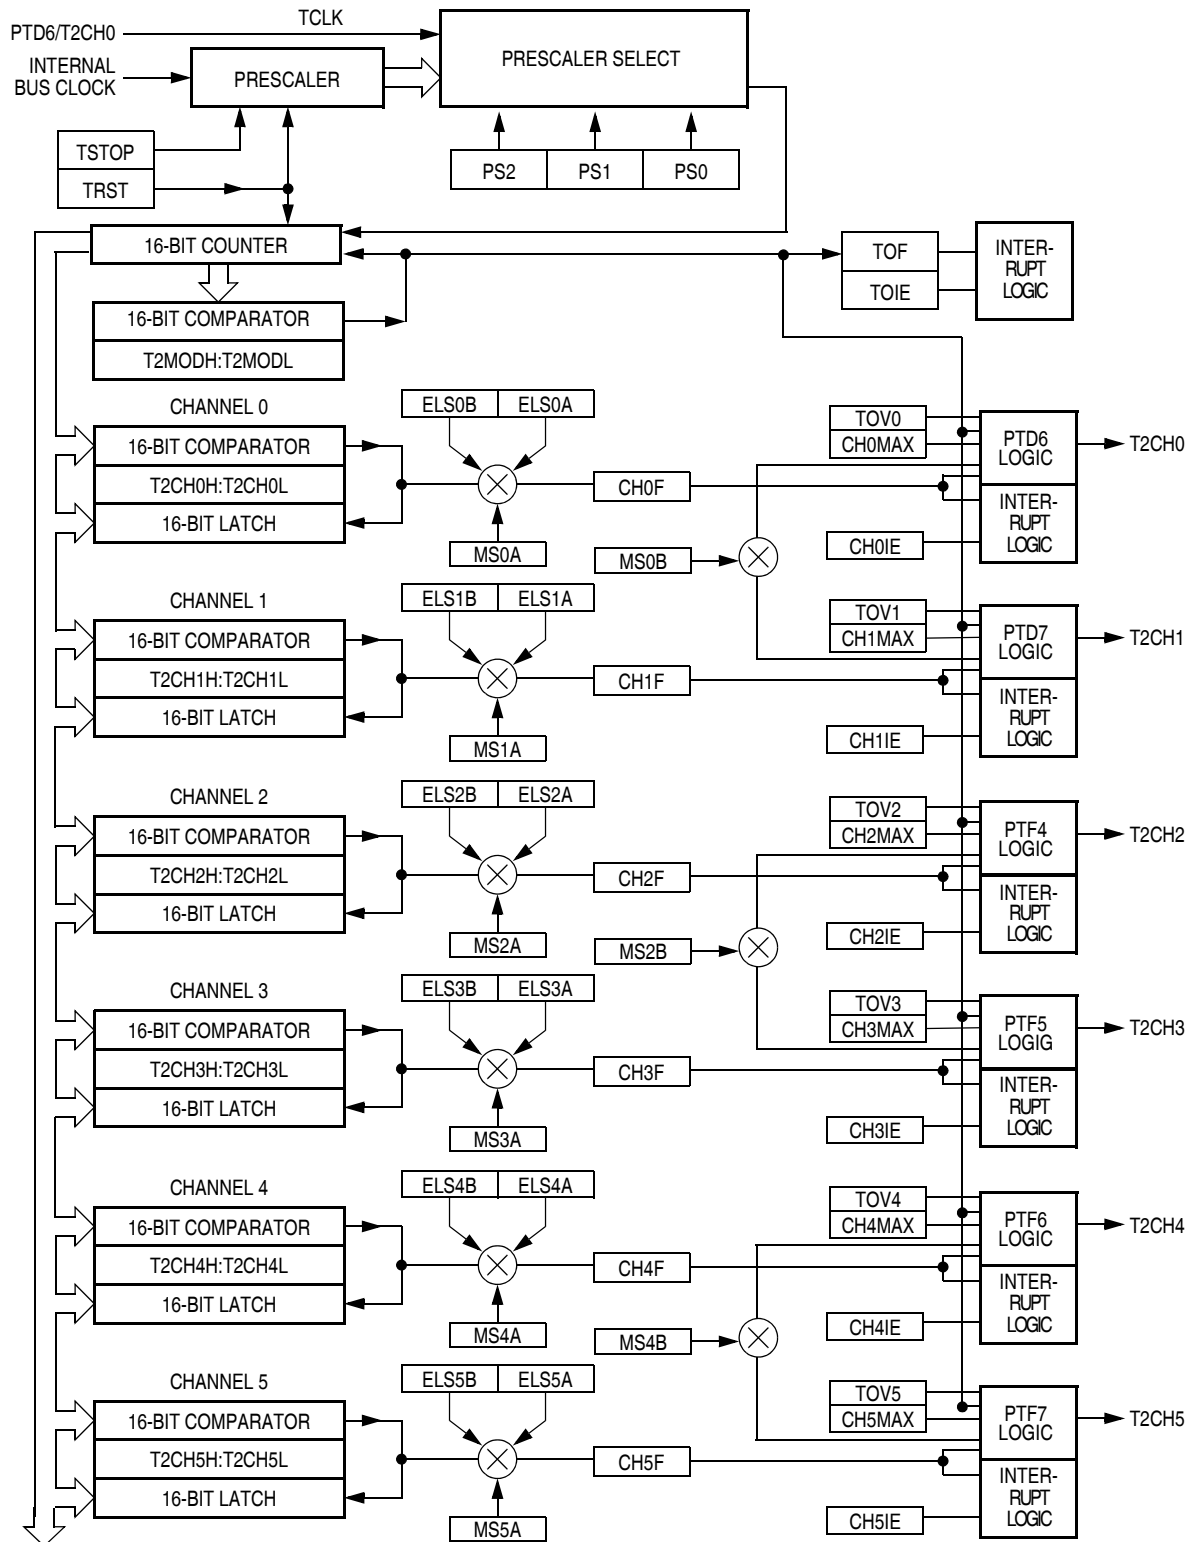 TCLK
PTD6/T2CH0
INTERNAL
BUS CLOCK
PRESCALER
PRESCALER SELECT
TSTOP
TRST
PS2 PS1 PS0
16-BIT COUNTER
TOF
TOIE
INTER-
RUPT
LOGIC
16-BIT COMPARATOR
T2MODH:T2MODL
CHANNEL 0
16-BIT COMPARATOR
T2CH0H:T2CH0L
16-BIT LATCH
ELS0B ELS0A
MS0A
CH0F
MS0B
TOV0
CH0MAX
CH0IE
PTD6
LOGIC
INTER-
RUPT
LOGIC
T2CH0
CHANNEL 1
16-BIT COMPARATOR
T2CH1H:T2CH1L
16-BIT LATCH
ELS1B ELS1A
MS1A
CH1F
TOV1
CH1MAX
CH1IE
PTD7
LOGIC
INTER-
RUPT
LOGIC
T2CH1
CHANNEL 2
16-BIT COMPARATOR
T2CH2H:T2CH2L
16-BIT LATCH
ELS2B ELS2A
MS2A
CH2F
MS2B
TOV2
CH2MAX
CH2IE
PTF4
LOGIC
INTER-
RUPT
LOGIC
T2CH2
CHANNEL 3
16-BIT COMPARATOR
T2CH3H:T2CH3L
16-BIT LATCH
ELS3B ELS3A
MS3A
CH3F
TOV3
CH3MAX
CH3IE
PTF5
LOGIG
INTER-
RUPT
LOGIC
T2CH3
CHANNEL 4
16-BIT COMPARATOR
T2CH4H:T2CH4L
16-BIT LATCH
ELS4B ELS4A
MS4A
CH4F
MS4B
TOV4
CH4MAX
CH4IE
PTF6
LOGIC
INTER-
RUPT
LOGIC
T2CH4
CHANNEL 5
16-BIT COMPARATOR
T2CH5H:T2CH5L
16-BIT LATCH
ELS5B ELS5A
MS5A
CH5F
TOV5
CH5MAX
CH5IE
PTF7
LOGIC
INTER-
RUPT
LOGIC
T2CH5